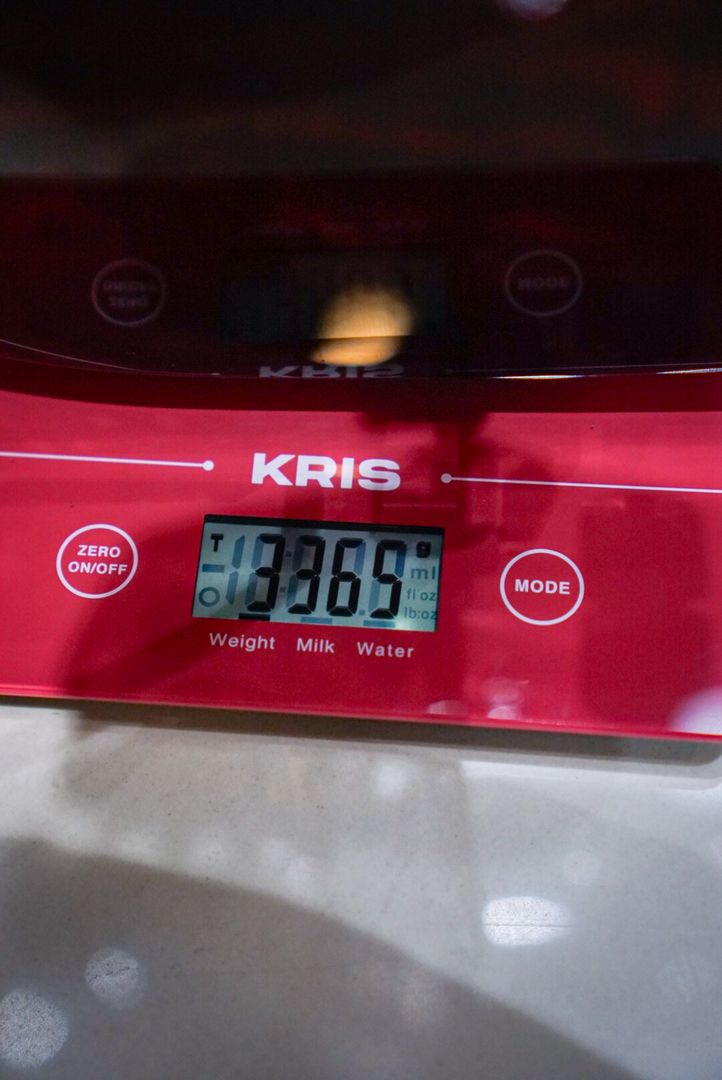 KRIS
ZERO
ON/OFF
T 3365 g
ml
fl oz
lb:oz
MODE
Weight Milk Water